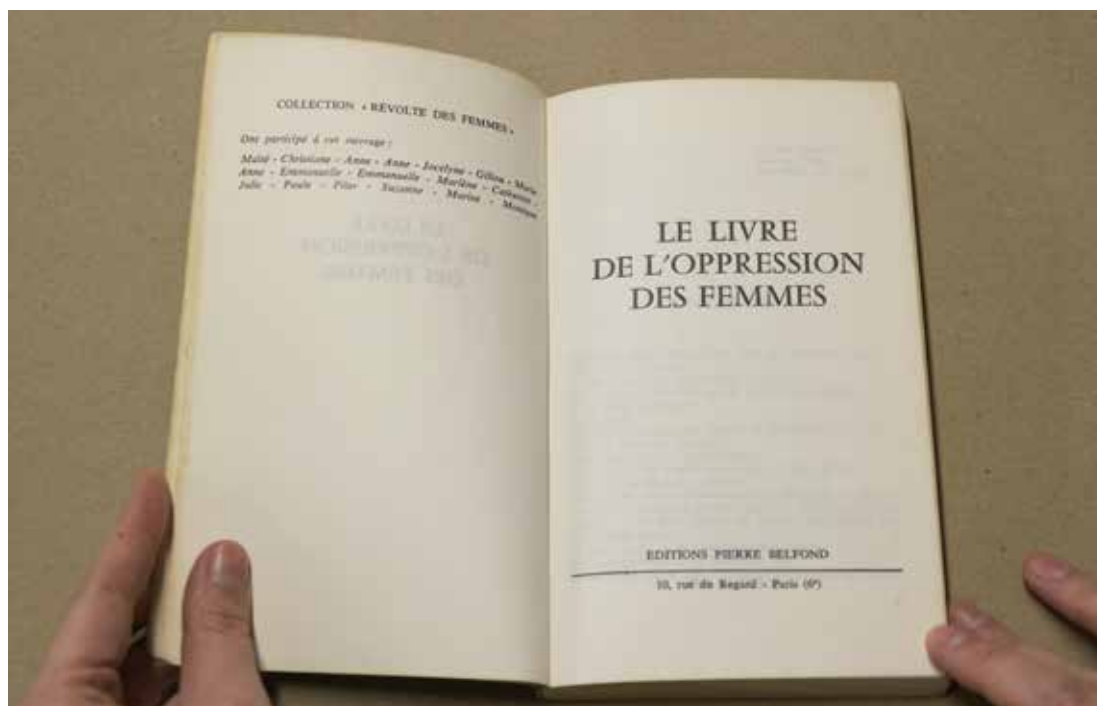 COLLECTION « RÉVOLTE DES FEMMES »
Ont participé à cet ouvrage :
Maïté - Christiane - Anne - Anne - Jocelyne - Gillou - Marie
Anne - Emmanuelle - Emmanuelle - Marlène - Catherine -
Julie - Paule - Pilar - Suzanne - Marise - Monique
LE LIVRE
DE L'OPPRESSION
DES FEMMES
EDITIONS PIERRE BELFOND
10, rue du Regard - Paris (6e)